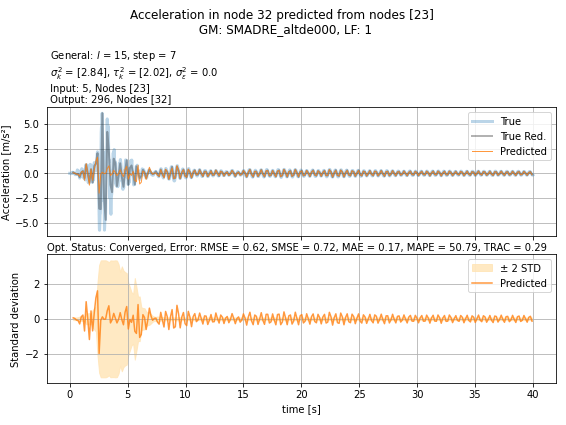 Acceleration in node 32 predicted from nodes [23]
GM: SMADRE_altde000, LF: 1
General: l = 15, step = 7
σ²ₖ = [2.84], τ²ₖ = [2.02], σ²ε = 0.0
Input: 5, Nodes [23]
Output: 296, Nodes [32]
Acceleration [m/s²]
5.0
2.5
0.0
−2.5
−5.0
True
True Red.
Predicted
Opt. Status: Converged, Error: RMSE = 0.62, SMSE = 0.72, MAE = 0.17, MAPE = 50.79, TRAC = 0.29
Standard deviation
2
0
−2
± 2 STD
Predicted
0 5 10 15 20 25 30 35 40
time [s]